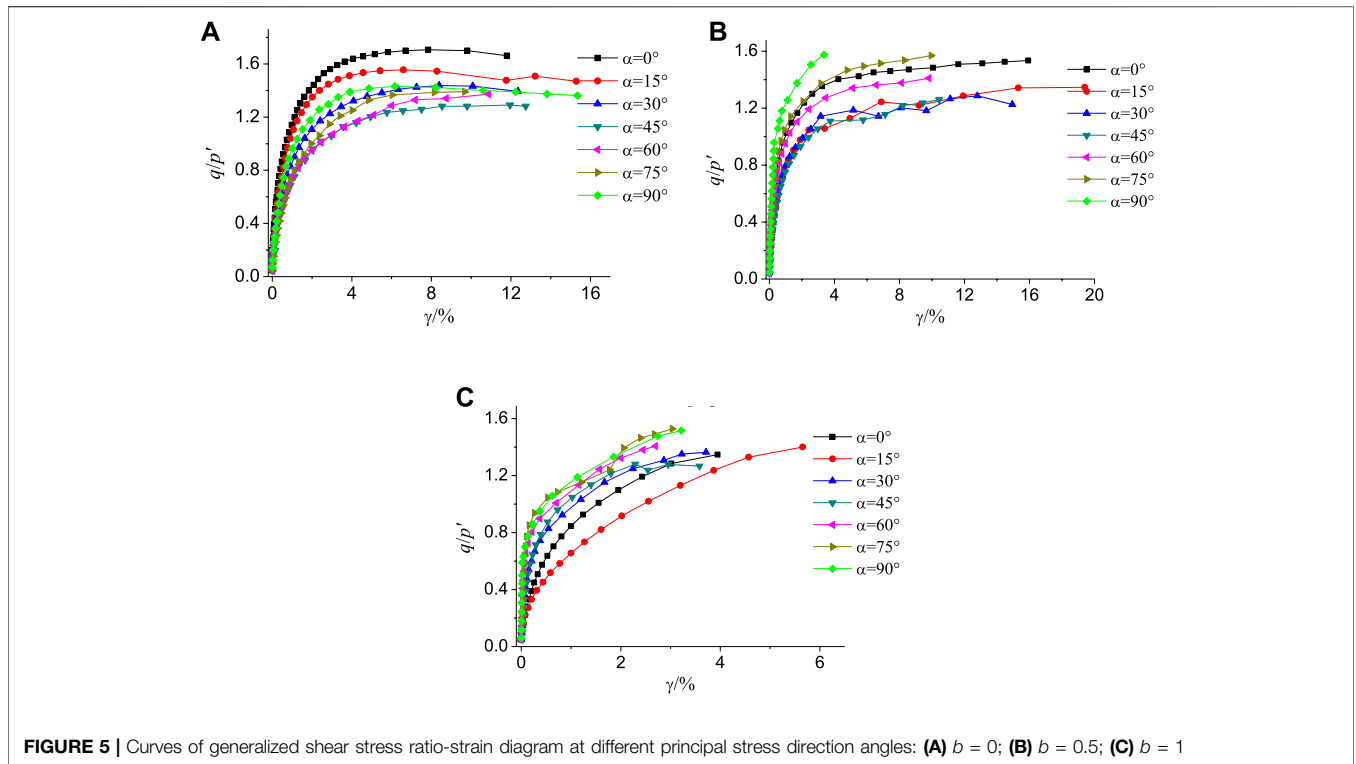 A
q/p′
1.6
1.2
0.8
0.4
0.0
0 4 8 12 16
γ/%
α=0°
α=15°
α=30°
α=45°
α=60°
α=75°
α=90°
B
q/p′
1.6
1.2
0.8
0.4
0.0
0 4 8 12 16 20
γ/%
α=0°
α=15°
α=30°
α=45°
α=60°
α=75°
α=90°
C
q/p′
1.6
1.2
0.8
0.4
0.0
0 2 4 6
γ/%
α=0°
α=15°
α=30°
α=45°
α=60°
α=75°
α=90°
FIGURE 5 | Curves of generalized shear stress ratio-strain diagram at different principal stress direction angles: (A) b = 0; (B) b = 0.5; (C) b = 1